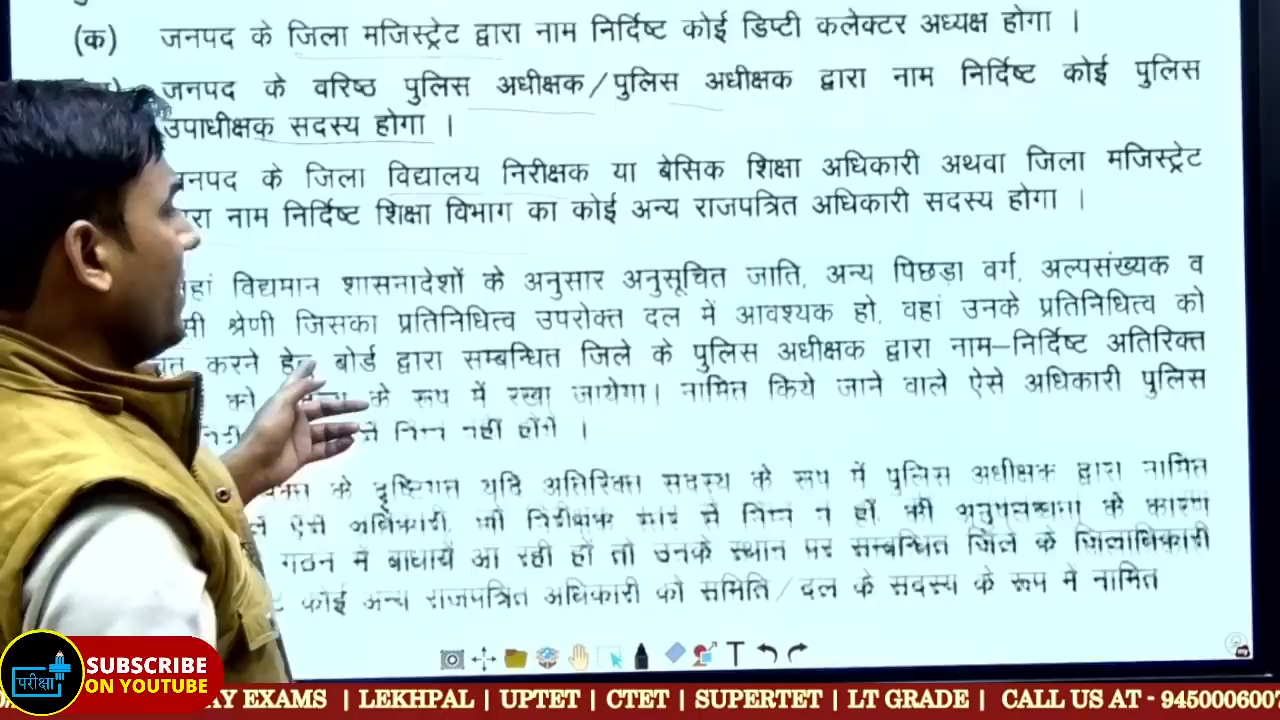 (क) जनपद के जिला मजिस्ट्रेट द्वारा नाम निर्दिष्ट कोई डिप्टी कलेक्टर अध्यक्ष होगा ।
जनपद के वरिष्ठ पुलिस अधीक्षक/पुलिस अधीक्षक द्वारा नाम निर्दिष्ट कोई पुलिस
उपाधीक्षक सदस्य होगा ।
के जिला विद्यालय निरीक्षक या बेसिक शिक्षा अधिकारी अथवा जिला मजिस्ट्रेट
नाम निर्दिष्ट शिक्षा विभाग का कोई अन्य राजपत्रित अधिकारी सदस्य होगा ।
विद्यमान शासनादेशों के अनुसार अनुसूचित जाति, अन्य पिछड़ा वर्ग, अल्पसंख्यक व
श्रेणी जिसका प्रतिनिधित्व उपरोक्त दल में आवश्यक हो, वहां उनके प्रतिनिधित्व को
करने बोर्ड द्वारा सम्बन्धित जिले के पुलिस अधीक्षक द्वारा नाम–निर्दिष्ट अतिरिक्त
को के रूप में रखा जायेगा। नामित किये जाने वाले ऐसे अधिकारी पुलिस
से निम्न नहीं होंगे ।
के दृष्टिगत यदि अतिरिक्त सदस्य के रूप में पुलिस अधीक्षक द्वारा नामित
ऐसे अधिकारी, जो निरीक्षक स्तर से निम्न न हों, की अनुपलब्धता के कारण
गठन में बाधायें आ रही हों तो उनके स्थान पर सम्बन्धित जिले के जिलाधिकारी
कोई अन्य राजपत्रित अधिकारी को समिति/दल के सदस्य के रूप में नामित
परीक्षा
SUBSCRIBE
ON YOUTUBE
AY EXAMS | LEKHPAL | UPTET | CTET | SUPERTET | LT GRADE | CALL US AT - 945000600